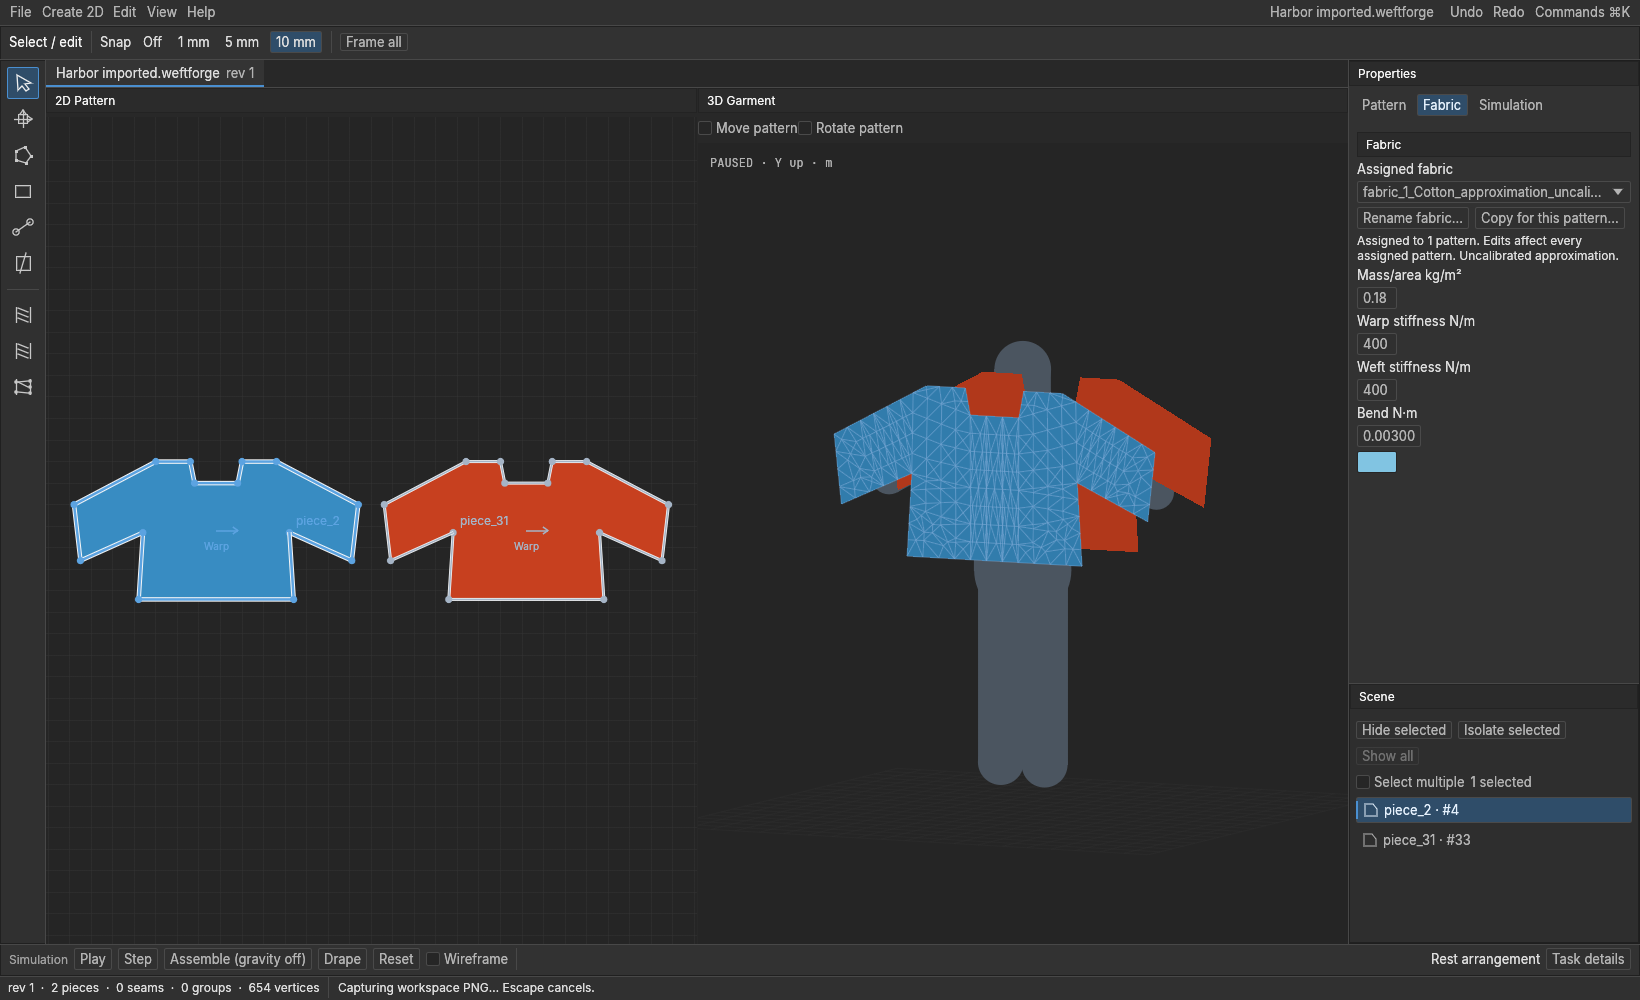 File Create 2D Edit View Help
Harbor imported.weftforge Undo Redo Commands ⌘K
Select / edit Snap Off 1 mm 5 mm 10 mm Frame all
Harbor imported.weftforge rev 1
2D Pattern
piece_2
Warp
piece_31
Warp
3D Garment
Move pattern Rotate pattern
PAUSED · Y up · m
Properties
Pattern Fabric Simulation
Fabric
Assigned fabric
fabric_1_Cotton_approximation_uncali...
Rename fabric... Copy for this pattern...
Assigned to 1 pattern. Edits affect every
assigned pattern. Uncalibrated approximation.
Mass/area kg/m²
0.18
Warp stiffness N/m
400
Weft stiffness N/m
400
Bend N·m
0.00300
Scene
Hide selected Isolate selected
Show all
Select multiple 1 selected
piece_2 · #4
piece_31 · #33
Simulation Play Step Assemble (gravity off) Drape Reset Wireframe
Rest arrangement Task details
rev 1 · 2 pieces · 0 seams · 0 groups · 654 vertices Capturing workspace PNG... Escape cancels.